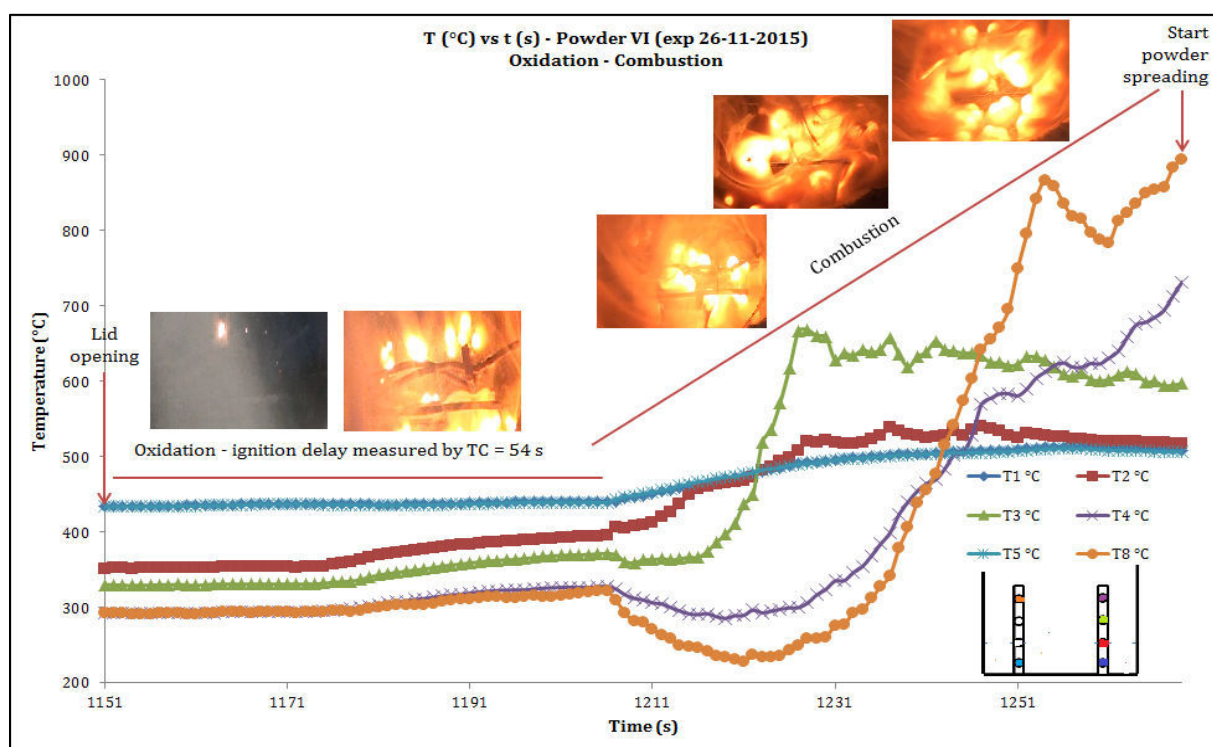 T (°C) vs t (s) - Powder VI (exp 26-11-2015)
Oxidation - Combustion
Start
powder
spreading
1000
900
800
700
600
500
400
300
200
Temperature (°C)
Lid
opening
Combustion
Oxidation - ignition delay measured by TC = 54 s
T1 °C
T2 °C
T3 °C
T4 °C
T5 °C
T8 °C
1151
1171
1191
1211
1231
1251
Time (s)